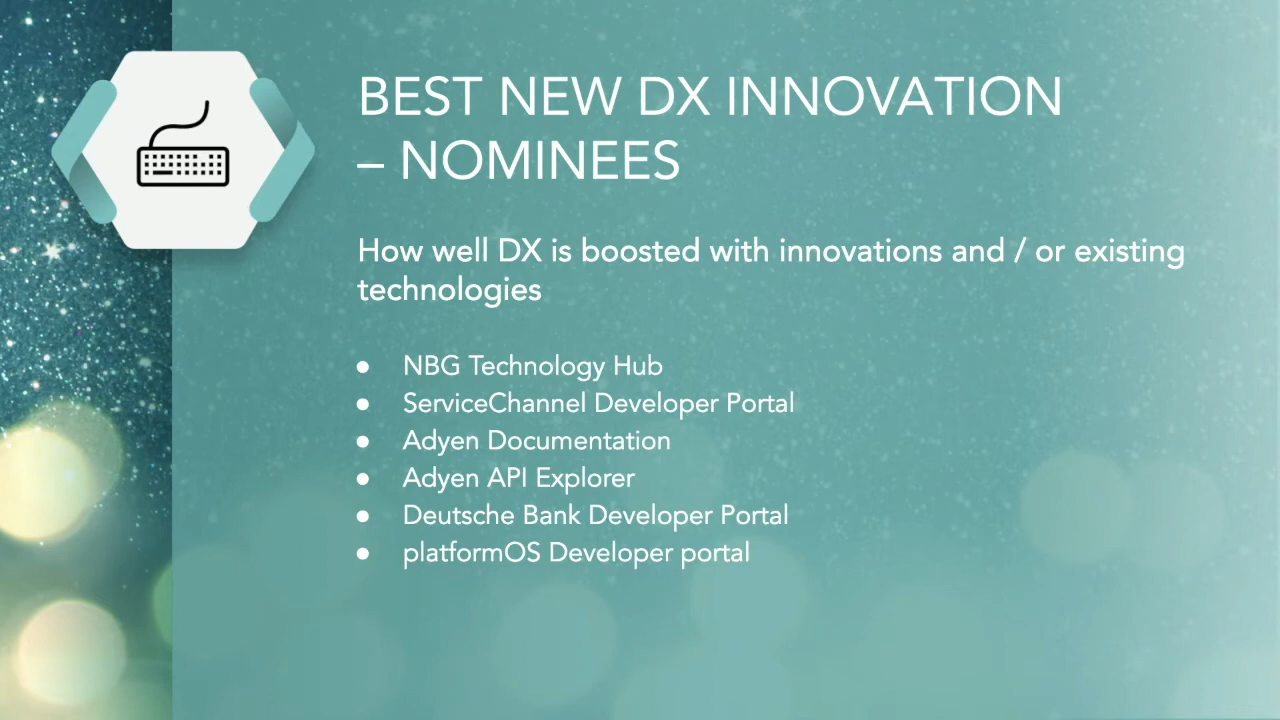 BEST NEW DX INNOVATION
– NOMINEES
How well DX is boosted with innovations and / or existing
technologies
● NBG Technology Hub
● ServiceChannel Developer Portal
● Adyen Documentation
● Adyen API Explorer
● Deutsche Bank Developer Portal
● platformOS Developer portal